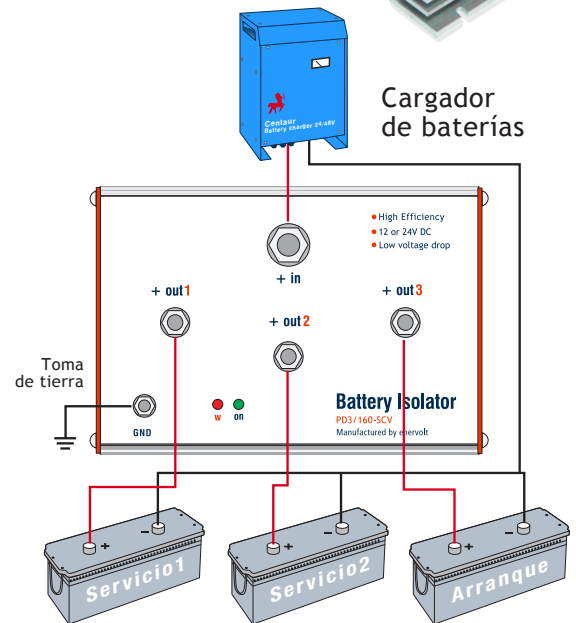 Centaur
Battery charger 24/48V
Cargador
de baterías
High Efficiency
12 or 24V DC
Low voltage drop
+ in
+ out1
+ out2
+ out3
Toma
de tierra
GND
w on
Battery Isolator
PD3/160-SCV
Manufactured by enervolt
+ −
+ −
+ −
Servicio1
Servicio2
Arranque